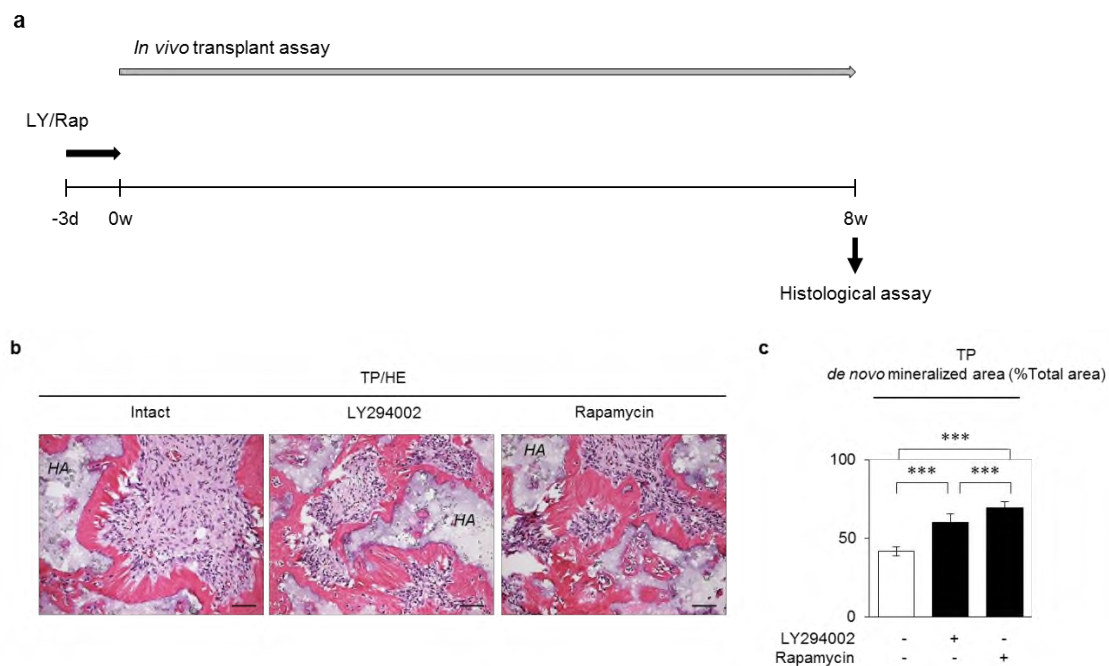 a
In vivo transplant assay
LY/Rap
-3d 0w 8w
Histological assay
b
TP/HE
Intact LY294002 Rapamycin
HA HA HA
c
TP
de novo mineralized area (%Total area)
***
*** ***
100
50
0
LY294002 - + -
Rapamycin - - +